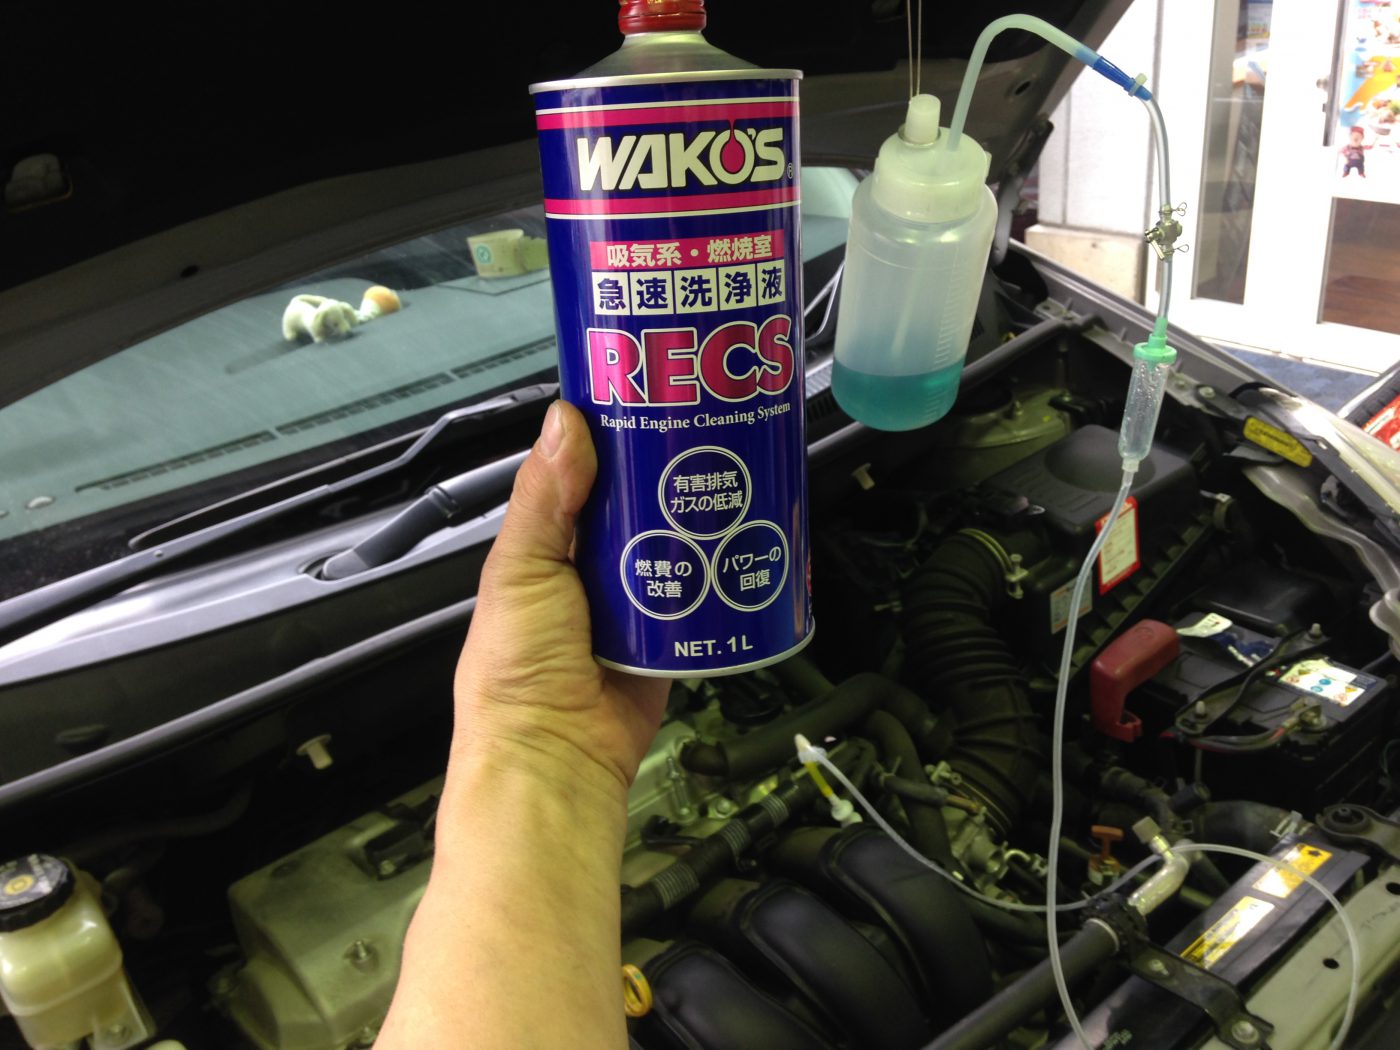 WAKO'S®
吸気系・燃焼室
急速洗浄液
RECS
Rapid Engine Cleaning System
有害排気
ガスの低減
燃費の
改善
パワーの
回復
NET. 1L